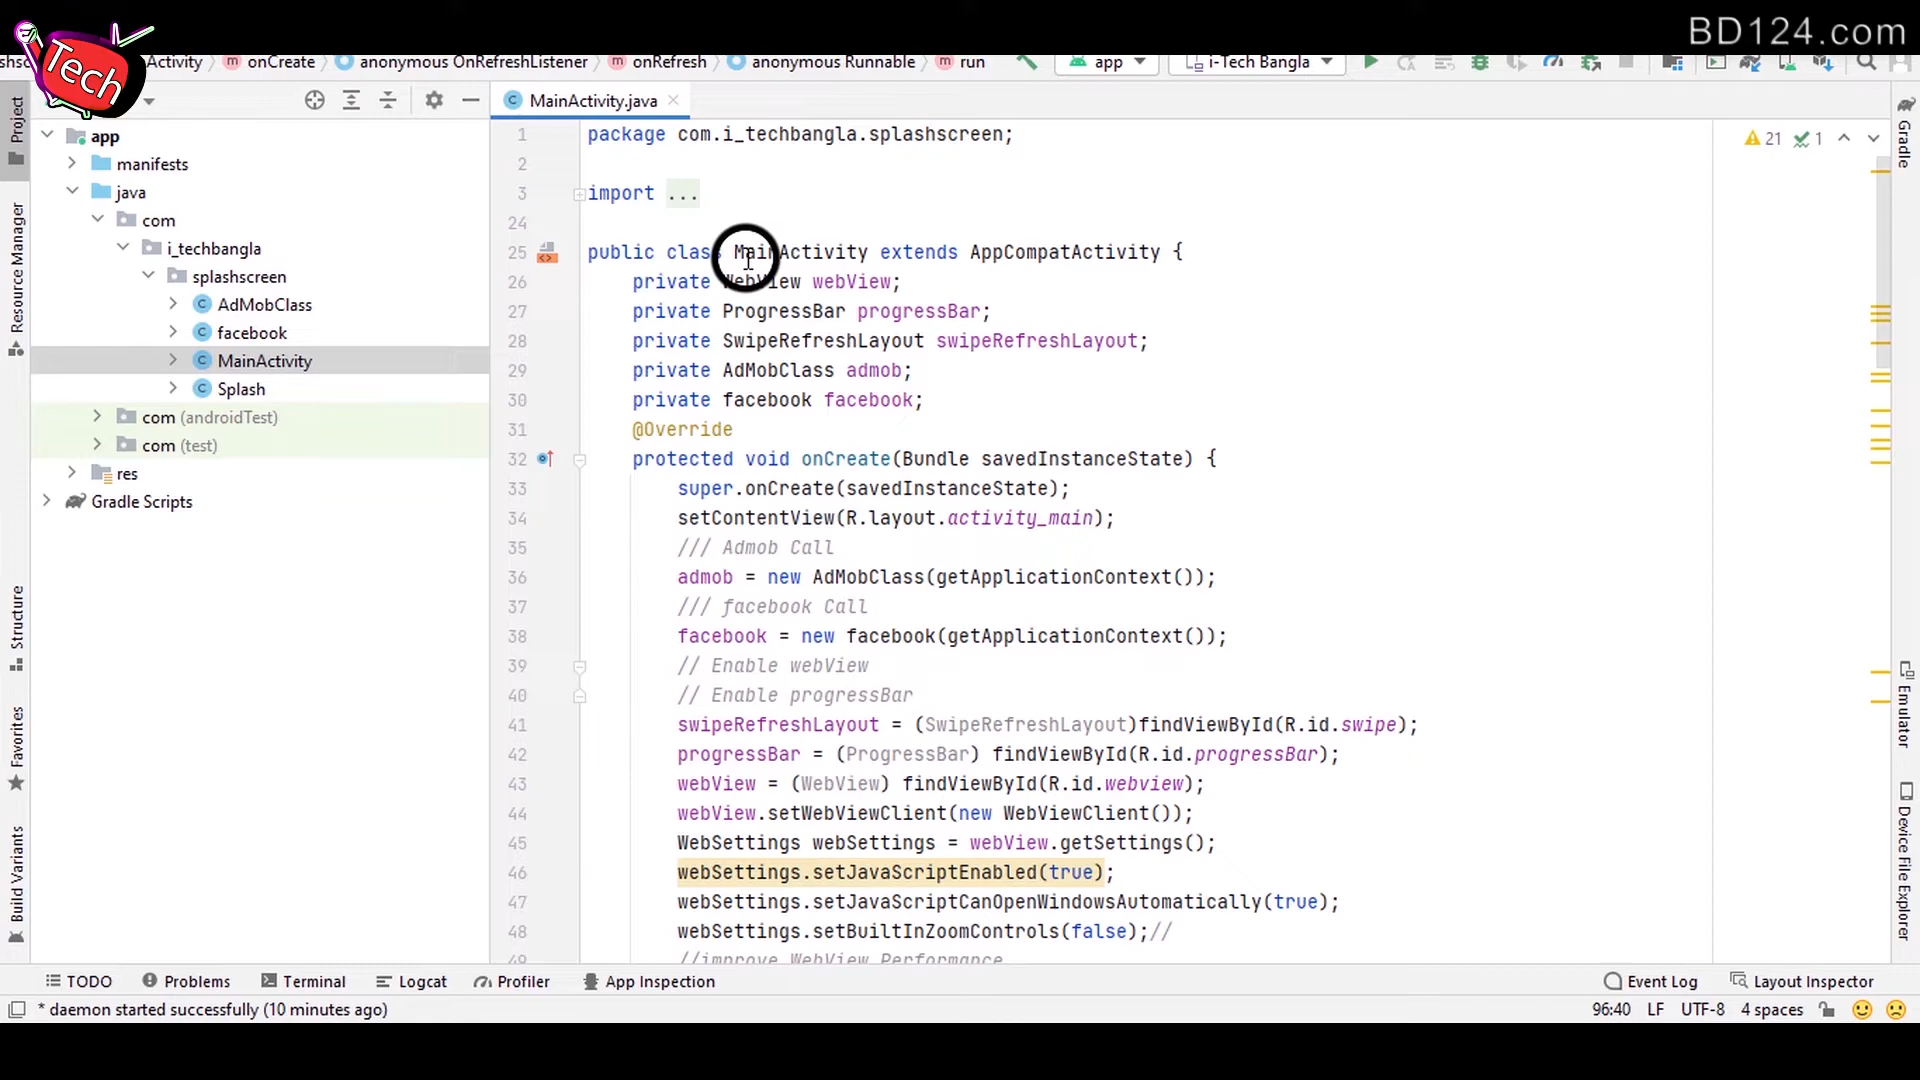 BD124.com
Tech
Activity
onCreate
anonymous OnRefreshListener
onRefresh
anonymous Runnable
run
app
i-Tech Bangla
MainActivity.java
Project
Resource Manager
Structure
Favorites
Build Variants
app
manifests
java
com
i_techbangla
splashscreen
AdMobClass
facebook
MainActivity
Splash
com (androidTest)
com (test)
res
Gradle Scripts
1 package com.i_techbangla.splashscreen;
2
3 import ...
24
25 public class MainActivity extends AppCompatActivity {
26 private WebView webView;
27 private ProgressBar progressBar;
28 private SwipeRefreshLayout swipeRefreshLayout;
29 private AdMobClass admob;
30 private facebook facebook;
31 @Override
32 protected void onCreate(Bundle savedInstanceState) {
33 super.onCreate(savedInstanceState);
34 setContentView(R.layout.activity_main);
35 /// Admob Call
36 admob = new AdMobClass(getApplicationContext());
37 /// facebook Call
38 facebook = new facebook(getApplicationContext());
39 // Enable webView
40 // Enable progressBar
41 swipeRefreshLayout = (SwipeRefreshLayout)findViewById(R.id.swipe);
42 progressBar = (ProgressBar) findViewById(R.id.progressBar);
43 webView = (WebView) findViewById(R.id.webview);
44 webView.setWebViewClient(new WebViewClient());
45 WebSettings webSettings = webView.getSettings();
46 webSettings.setJavaScriptEnabled(true);
47 webSettings.setJavaScriptCanOpenWindowsAutomatically(true);
48 webSettings.setBuiltInZoomControls(false);//
49 //improve WebView Performance
21 1
Gradle
Emulator
Device File Explorer
TODO
Problems
Terminal
Logcat
Profiler
App Inspection
Event Log
Layout Inspector
* daemon started successfully (10 minutes ago)
96:40 LF UTF-8 4 spaces